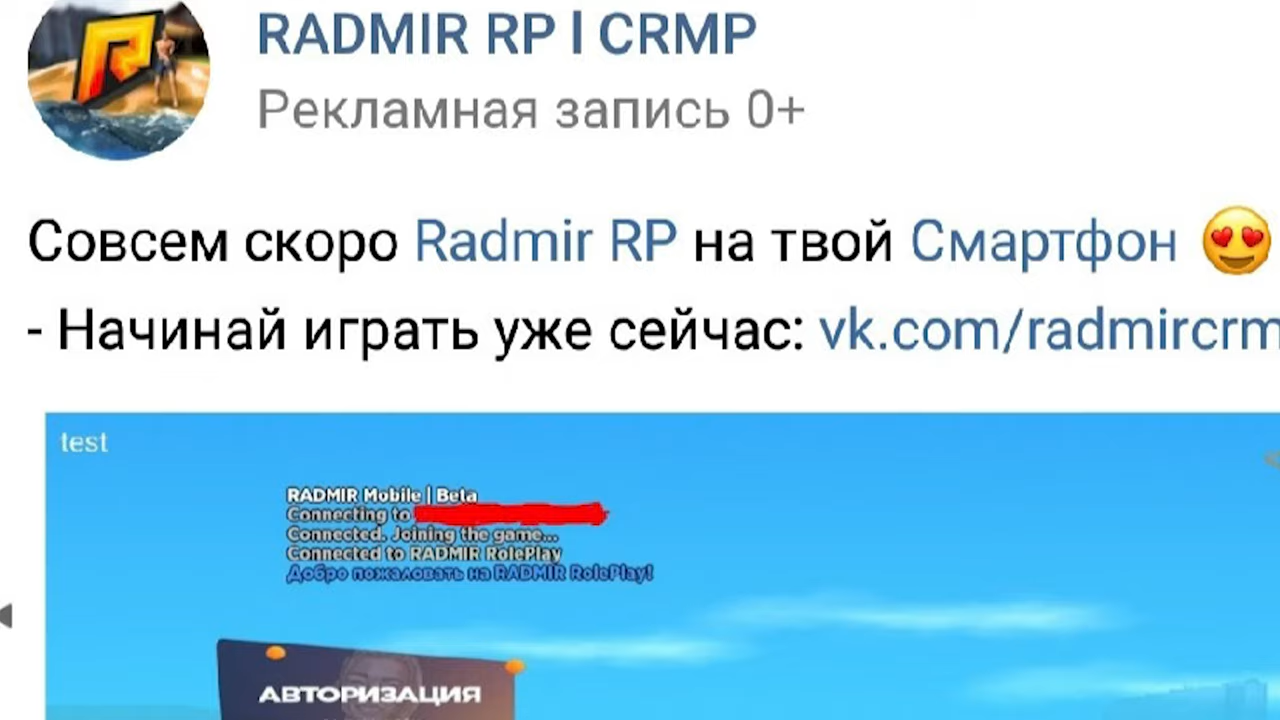 RADMIR RP | CRMP
Рекламная запись 0+
Совсем скоро Radmir RP на твой Смартфон 😍
- Начинай играть уже сейчас: vk.com/radmircrm
test
RADMIR Mobile | Beta
Connecting to
Connected. Joining the game...
Connected to RADMIR RolePlay
Добро пожаловать на RADMIR RolePlay!
АВТОРИЗАЦИЯ